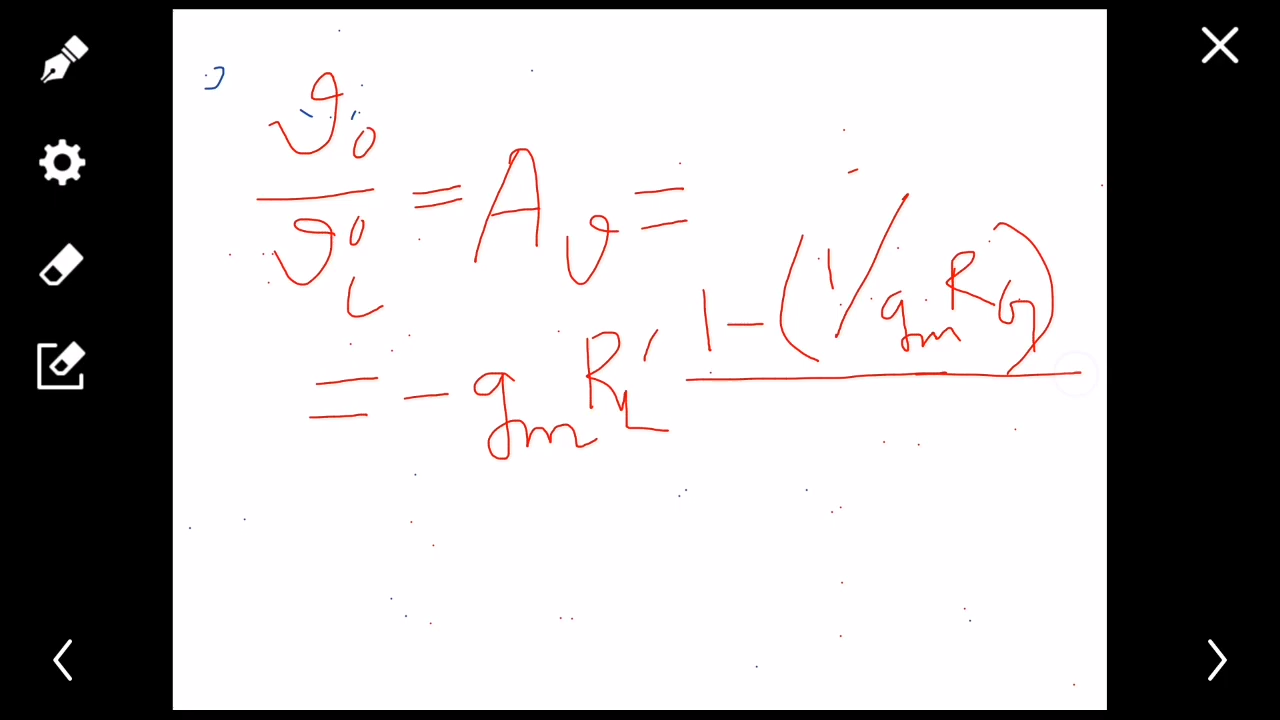 v_o / v_i = A_v =
= - g_m R_L' (1 - (1/g_m R_G)) /